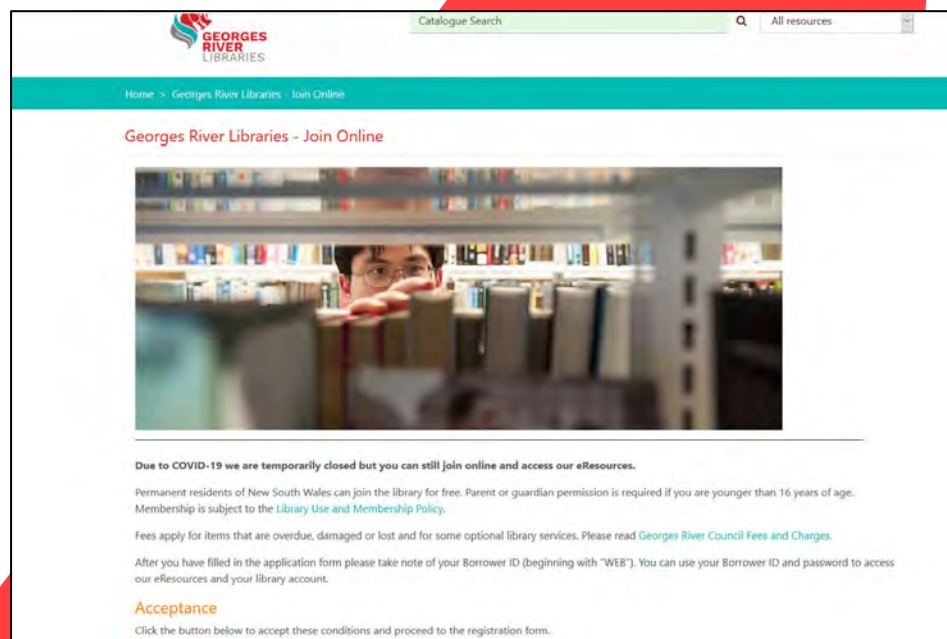 GEORGES
RIVER
LIBRARIES
Catalogue Search
All resources
Home > Georges River Libraries - Join Online
Georges River Libraries - Join Online
Due to COVID-19 we are temporarily closed but you can still join online and access our eResources.
Permanent residents of New South Wales can join the library for free. Parent or guardian permission is required if you are younger than 16 years of age.
Membership is subject to the Library Use and Membership Policy.
Fees apply for items that are overdue, damaged or lost and for some optional library services. Please read Georges River Council Fees and Charges.
After you have filled in the application form please take note of your Borrower ID (beginning with "WEB"). You can use your Borrower ID and password to access
our eResources and your library account.
Acceptance
Click the button below to accept these conditions and proceed to the registration form.